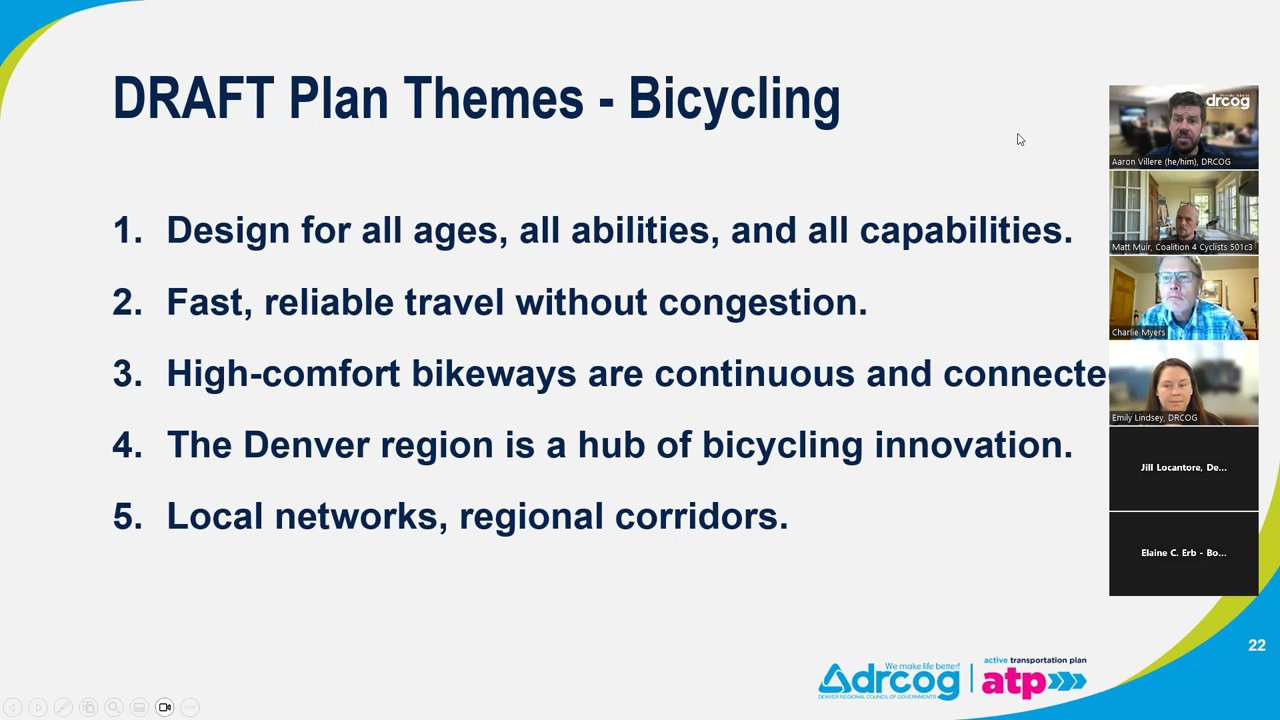 DRAFT Plan Themes - Bicycling
1. Design for all ages, all abilities, and all capabilities.
2. Fast, reliable travel without congestion.
3. High-comfort bikeways are continuous and connecte
4. The Denver region is a hub of bicycling innovation.
5. Local networks, regional corridors.
drcog
Aaron Villere (he/him), DRCOG
Matt Muir, Coalition 4 Cyclists 501c3
Charlie Myers
Emily Lindsey, DRCOG
Jill Locantore, De...
Elaine C. Erb - Bo...
22
We make life better!
drcog
DENVER REGIONAL COUNCIL OF GOVERNMENTS
active transportation plan
atp